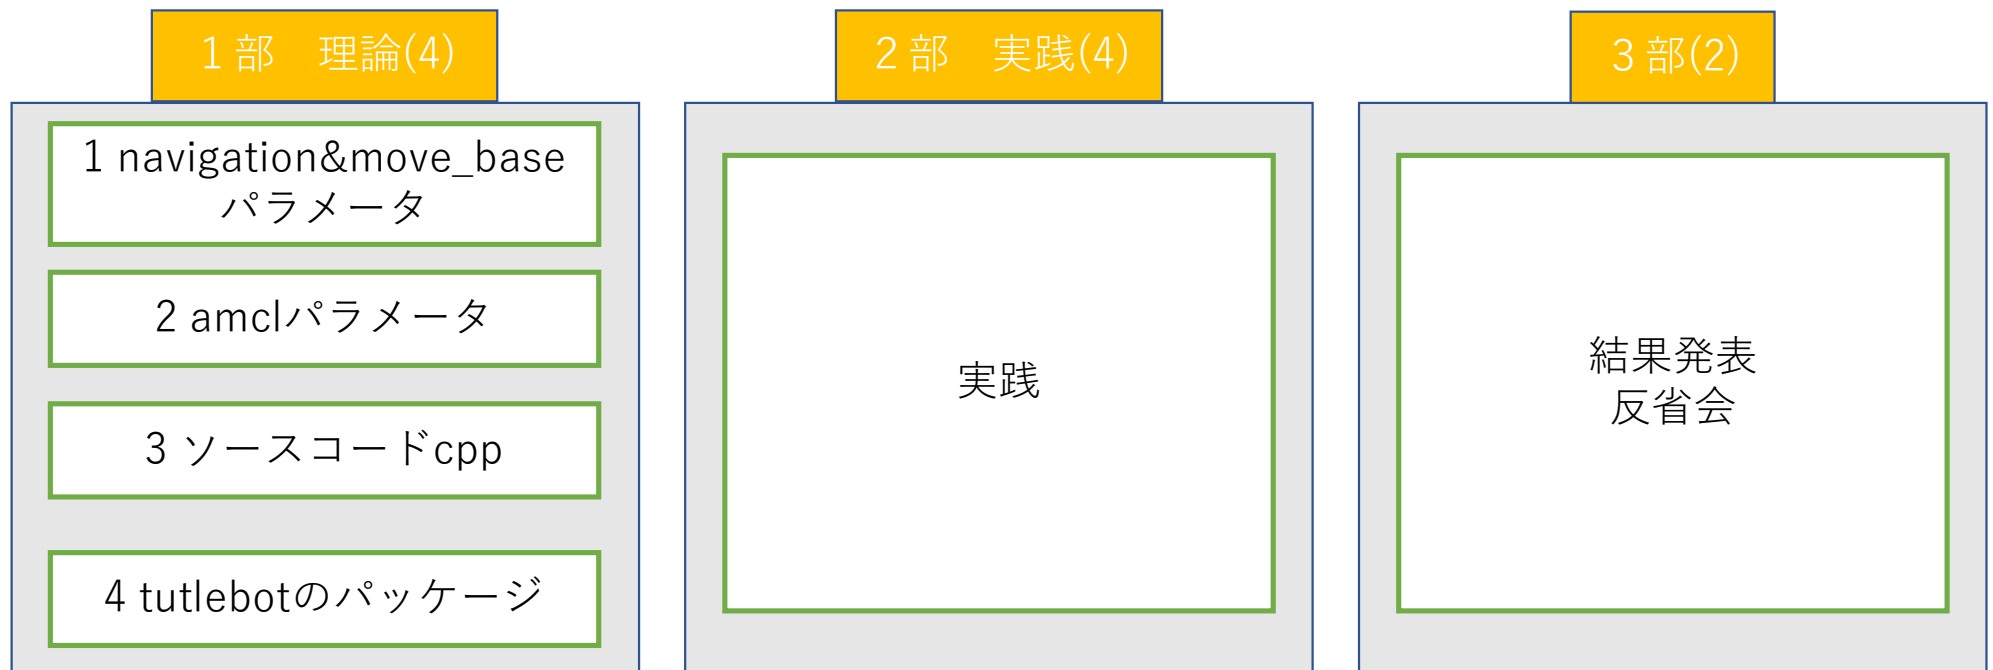 １部　理論(4)
1 navigation&move_base
パラメータ
2 amclパラメータ
3 ソースコードcpp
4 tutlebotのパッケージ
２部　実践(4)
実践
３部(2)
結果発表
反省会